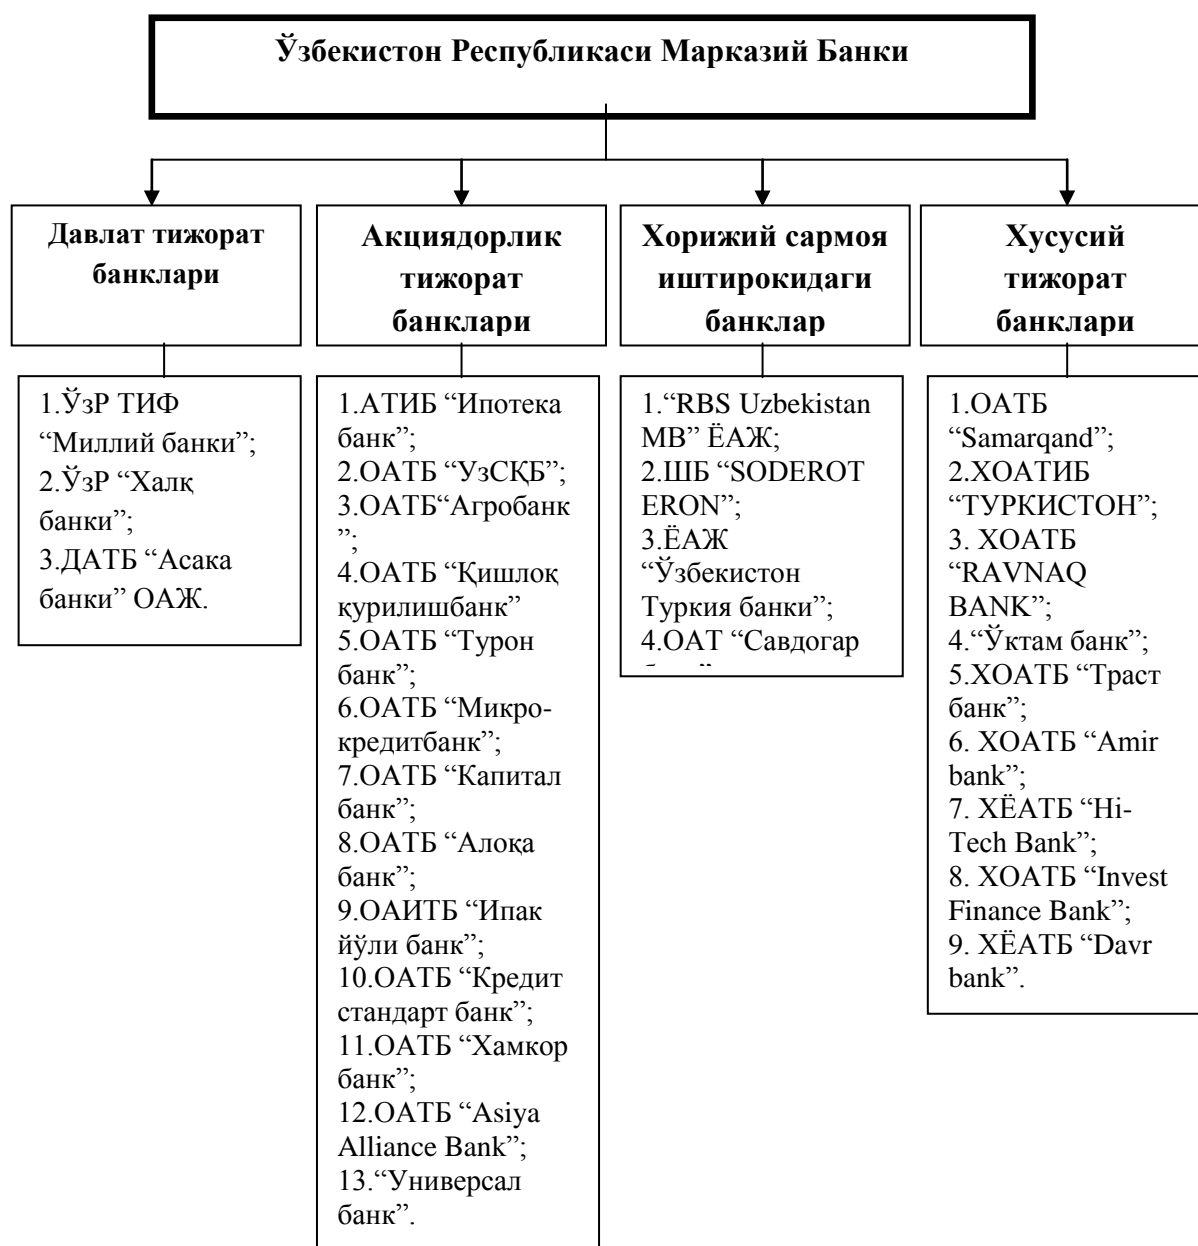 Ўзбекистон Республикаси Марказий Банки
Давлат тижорат
банклари
Акциядорлик
тижорат
банклари
Хорижий сармоя
иштирокидаги
банклар
Хусусий
тижорат
банклари
1.ЎзР ТИФ
“Миллий банки”;
2.ЎзР “Халқ
банки”;
3.ДАТБ “Асака
банки” ОАЖ.
1.АТИБ “Ипотека
банк”;
2.ОАТБ “УзСҚБ”;
3.ОАТБ“Агробанк
”;
4.ОАТБ “Қишлоқ
қурилишбанк”
5.ОАТБ “Турон
банк”;
6.ОАТБ “Микро-
кредитбанк”;
7.ОАТБ “Капитал
банк”;
8.ОАТБ “Алоқа
банк”;
9.ОАИТБ “Ипак
йўли банк”;
10.ОАТБ “Кредит
стандарт банк”;
11.ОАТБ “Хамкор
банк”;
12.ОАТБ “Asiya
Alliance Bank”;
13.“Универсал
банк”.
1.“RBS Uzbekistan
MB” ЁАЖ;
2.ШБ “SODEROT
ERON”;
3.ЁАЖ
“Ўзбекистон
Туркия банки”;
4.ОАТ “Савдогар
1.ОАТБ
“Samarqand”;
2.ХОАТИБ
“ТУРКИСТОН”;
3. ХОАТБ
“RAVNAQ
BANK”;
4.“Ўктам банк”;
5.ХОАТБ “Траст
банк”;
6. ХОАТБ “Amir
bank”;
7. ХЁАТБ “Hi-
Tech Bank”;
8. ХОАТБ “Invest
Finance Bank”;
9. ХЁАТБ “Davr
bank”.